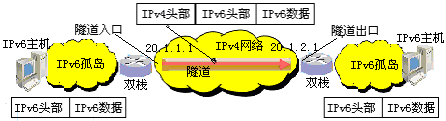 IPv4头部 IPv6头部 IPv6数据
隧道入口 隧道出口
IPv6主机 20.1.1.1 IPv4网络 20.1.2.1 IPv6主机
IPv6孤岛 隧道 IPv6孤岛
双栈 双栈
IPv6头部 IPv6数据 IPv6头部 IPv6数据